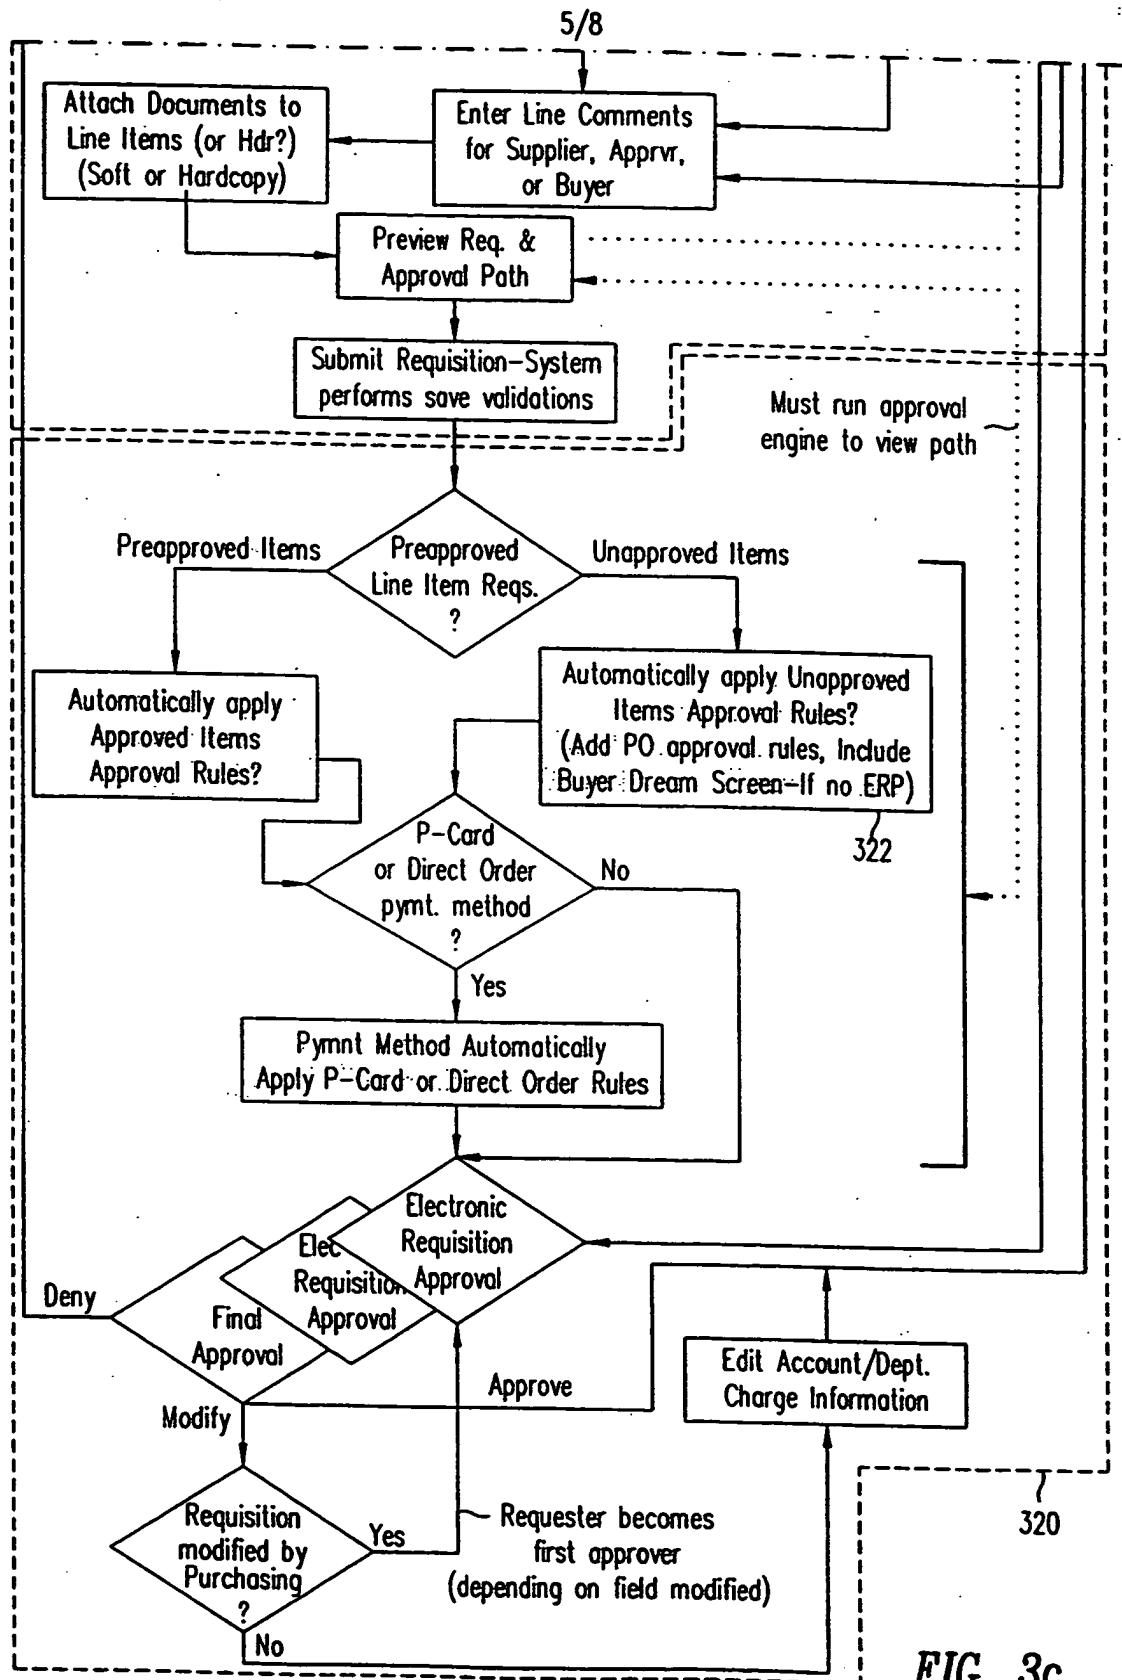 5/8
Attach Documents to
Line Items (or Hdr?)
(Soft or Hardcopy)
Enter Line Comments
for Supplier, Apprvr,
or Buyer
Preview Req. &
Approval Path
Submit Requisition-System
performs save validations
Must run approval
engine to view path
Preapproved Items
Preapproved
Line Item Reqs.
?
Unapproved Items
Automatically apply
Approved Items
Approval Rules?
Automatically apply Unapproved
Items Approval Rules?
(Add PO approval rules, Include
Buyer Dream Screen-If no ERP)
322
P-Card
or Direct Order
pymt. method
?
No
Yes
Pymnt Method Automatically
Apply P-Card or Direct Order Rules
Electronic
Requisition
Approval
Elec
Requisition
Approval
Final
Approval
Deny
Approve
Modify
Edit Account/Dept.
Charge Information
Requisition
modified by
Purchasing
?
Yes
No
Requester becomes
first approver
(depending on field modified)
320
FIG. 3c